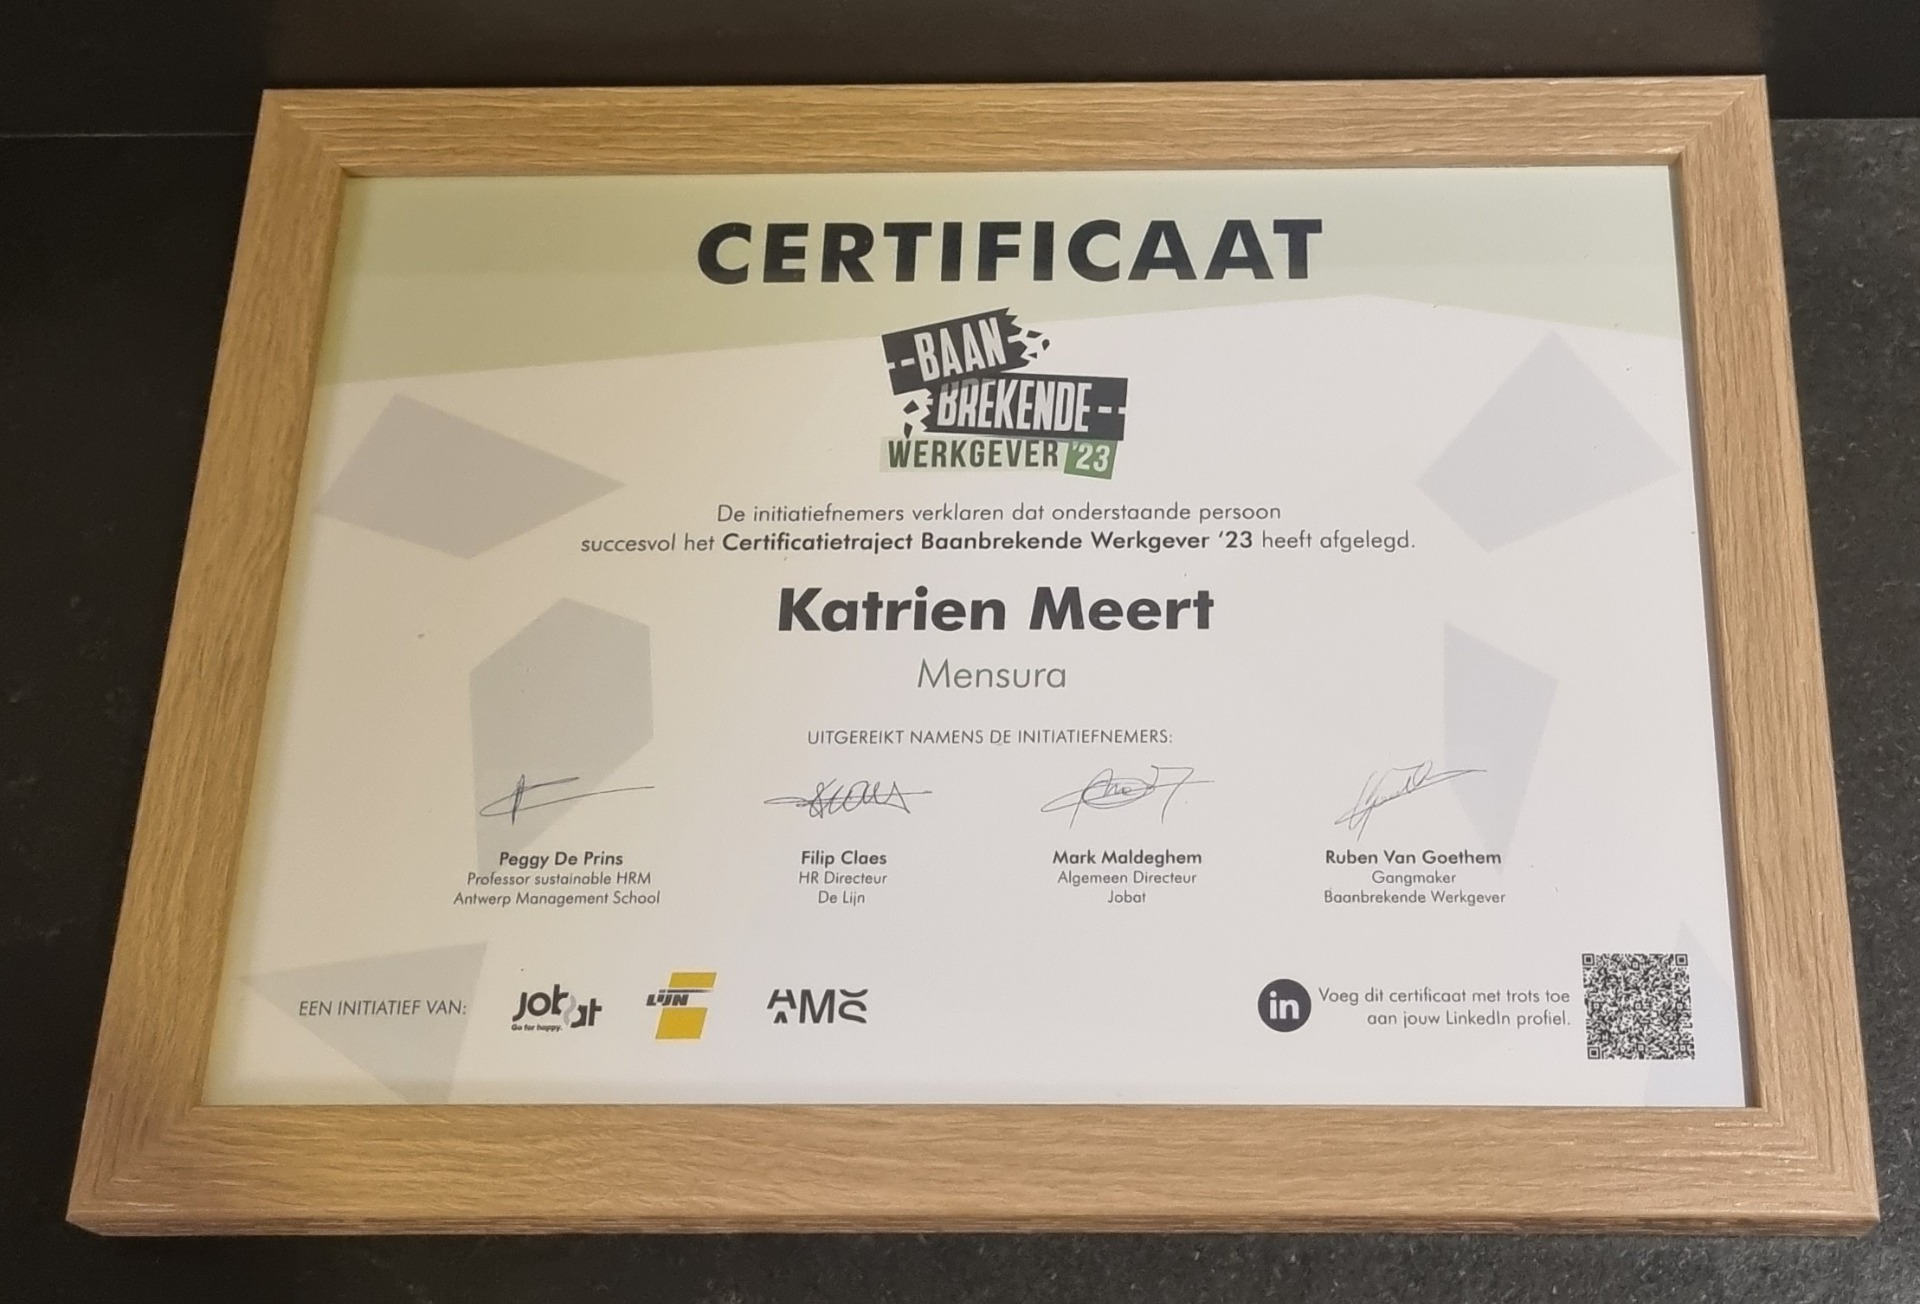 CERTIFICAAT
BAAN
BREKENDE
WERKGEVER '23
De initiatiefnemers verklaren dat onderstaande persoon
succesvol het Certificatietraject Baanbrekende Werkgever '23 heeft afgelegd.
Katrien Meert
Mensura
UITGEREIKT NAMENS DE INITIATIEFNEMERS:
Peggy De Prins
Professor sustainable HRM
Antwerp Management School
Filip Claes
HR Directeur
De Lijn
Mark Maldeghem
Algemeen Directeur
Jobat
Ruben Van Goethem
Gangmaker
Baanbrekende Werkgever
EEN INITIATIEF VAN:
jobat
Go for happy.
LIJN
AMS
in
Voeg dit certificaat met trots toe
aan jouw LinkedIn profiel.